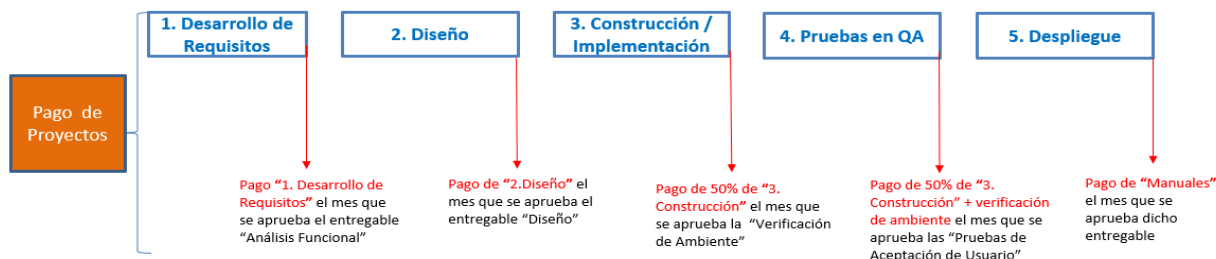 1. Desarrollo de
Requisitos
2. Diseño
3. Construcción /
Implementación
4. Pruebas en QA
5. Despliegue
Pago de
Proyectos
Pago “1. Desarrollo de
Requisitos” el mes que
se aprueba el entregable
“Análisis Funcional”
Pago de “2.Diseño” el
mes que se aprueba el
entregable “Diseño”
Pago de 50% de “3.
Construcción” el mes que
se aprueba la “Verificación
de Ambiente”
Pago de 50% de “3.
Construcción” + verificación
de ambiente el mes que se
aprueba las “Pruebas de
Aceptación de Usuario”
Pago de “Manuales”
el mes que se
aprueba dicho
entregable